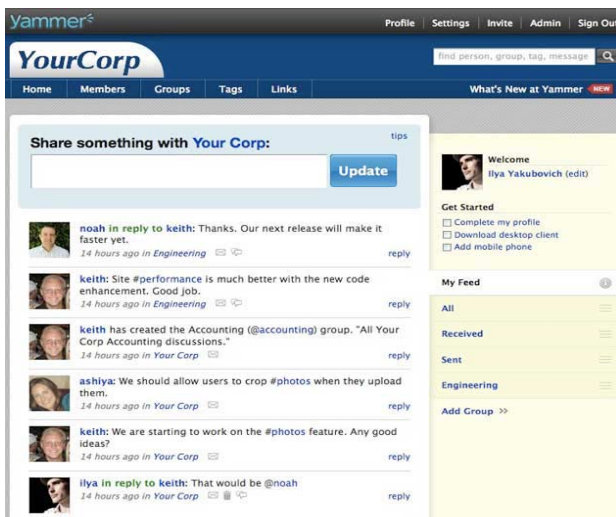 yammer
Profile Settings Invite Admin Sign Out
YourCorp
find person, group, tag, message
Home Members Groups Tags Links What's New at Yammer NEW
Share something with Your Corp:
tips
Update
noah in reply to keith: Thanks. Our next release will make it
faster yet.
14 hours ago in Engineering
reply
keith: Site #performance is much better with the new code
enhancement. Good job.
14 hours ago in Engineering
reply
keith has created the Accounting (@accounting) group. "All Your
Corp Accounting discussions."
14 hours ago in Your Corp
reply
ashiya: We should allow users to crop #photos when they upload
them.
14 hours ago in Your Corp
reply
keith: We are starting to work on the #photos feature. Any good
ideas?
14 hours ago in Your Corp
reply
ilya in reply to keith: That would be @noah
14 hours ago in Your Corp
reply
Welcome
Ilya Yakubovich (edit)
Get Started
Complete my profile
Download desktop client
Add mobile phone
My Feed
All
Received
Sent
Engineering
Add Group >>